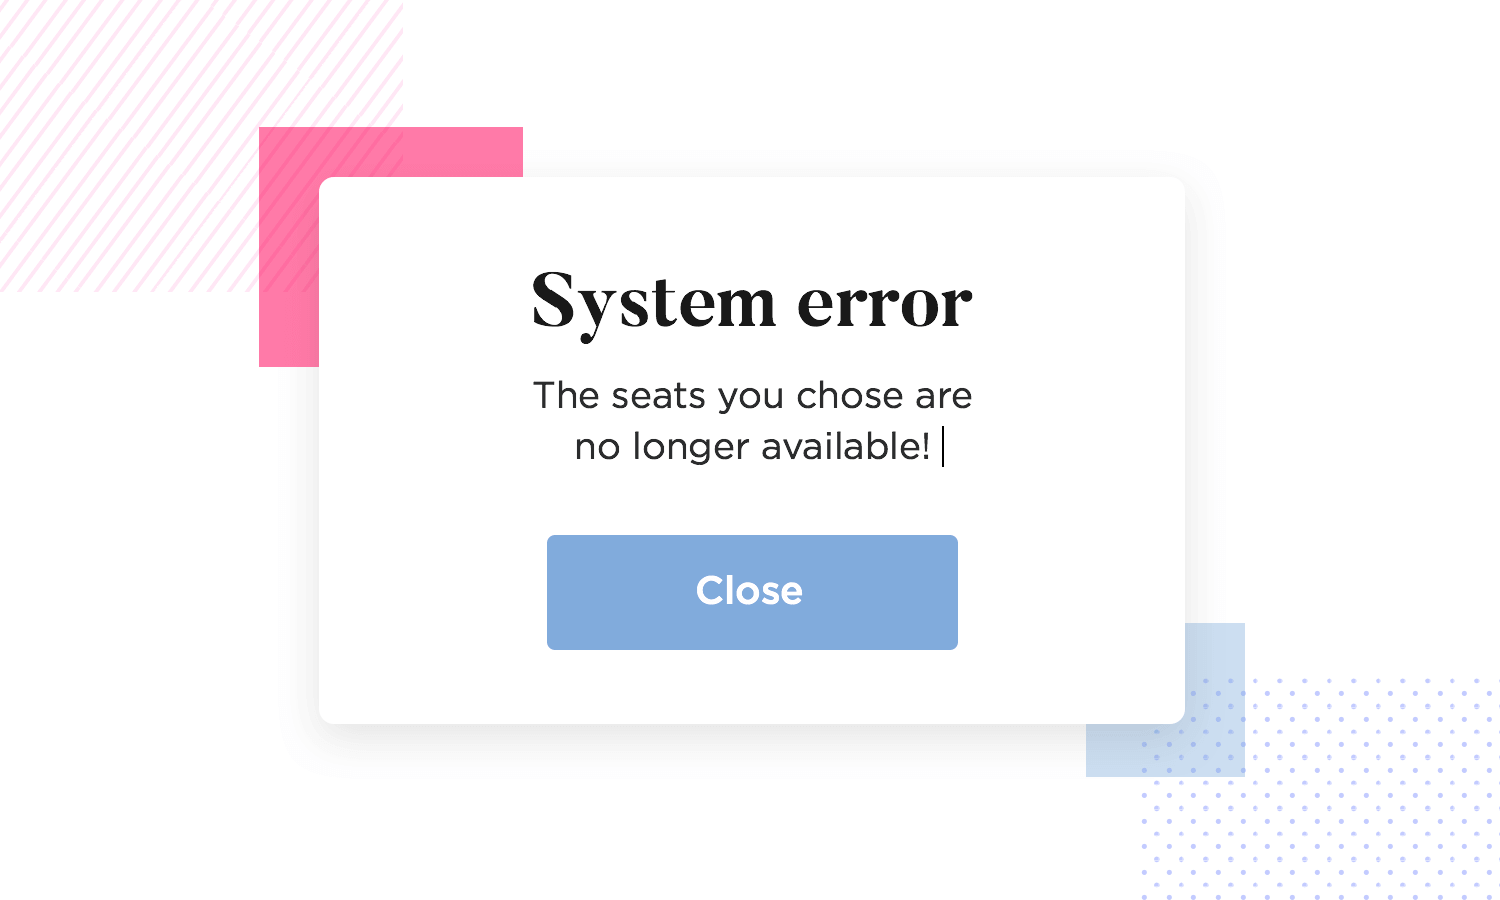 System error
The seats you chose are
no longer available!
Close